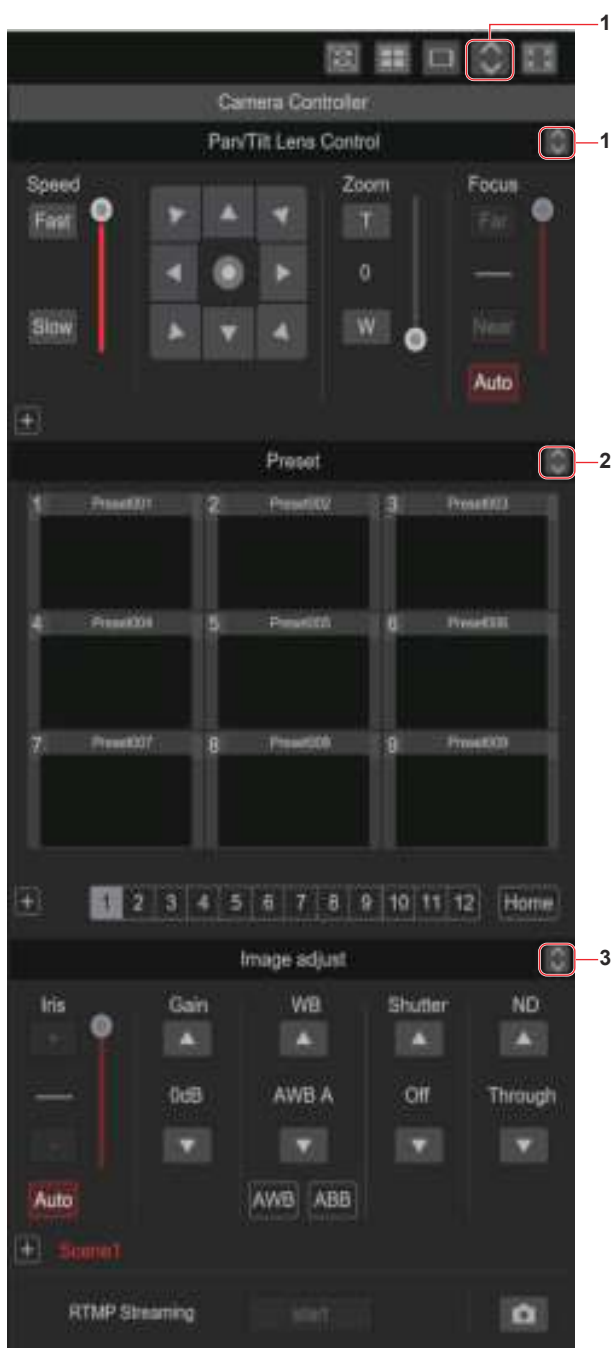 1
Camera Controller
Pan/Tilt Lens Control 1
Speed Zoom Focus
Fast T Far
0
Slow W Near
Auto
+
Preset 2
1 Preset001 2 Preset002 3 Preset003
4 Preset004 5 Preset005 6 Preset006
7 Preset007 8 Preset008 9 Preset009
+ 1 2 3 4 5 6 7 8 9 10 11 12 Home
Image adjust 3
Iris Gain WB Shutter ND
0dB AWB A Off Through
Auto AWB ABB
+ Scene1
RTMP Streaming start